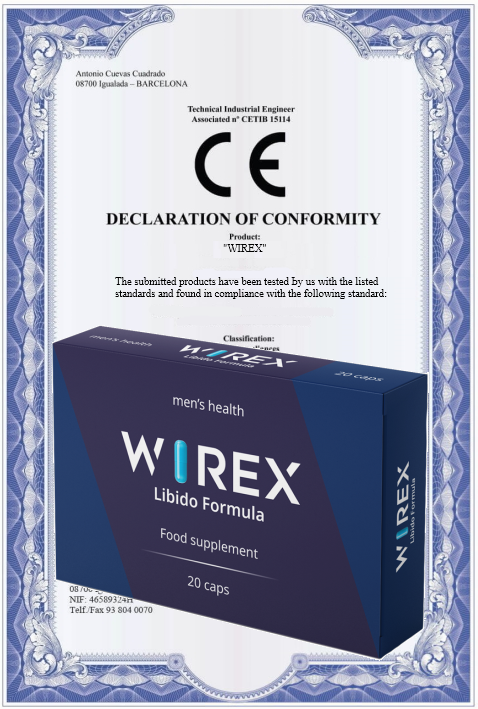 Antonio Cuevas Cuadrado
08700 Igualada – BARCELONA
Technical Industrial Engineer
Associated nº CETIB 15114
CE
DECLARATION OF CONFORMITY
Product:
"WIREX"
The submitted products have been tested by us with the listed
standards and found in compliance with the following standard:
Classification:
men's health
WIREX
Libido Formula
20 caps
men's health
WIREX
Libido Formula
Food supplement
20 caps
WIREX
Libido Formula
NIF: 46589324H
Telf./Fax 93 804 0070